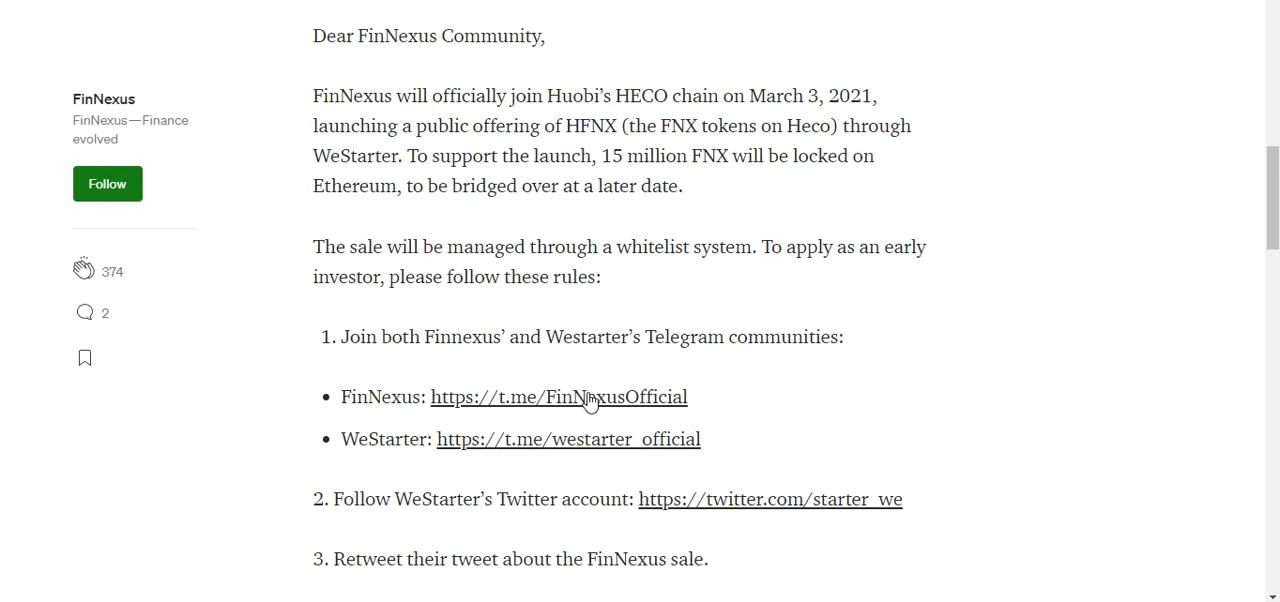 Dear FinNexus Community,
FinNexus
FinNexus—Finance
evolved
Follow
374
2
FinNexus will officially join Huobi’s HECO chain on March 3, 2021,
launching a public offering of HFNX (the FNX tokens on Heco) through
WeStarter. To support the launch, 15 million FNX will be locked on
Ethereum, to be bridged over at a later date.
The sale will be managed through a whitelist system. To apply as an early
investor, please follow these rules:
1. Join both Finnexus’ and Westarter’s Telegram communities:
• FinNexus: https://t.me/FinNexusOfficial
• WeStarter: https://t.me/westarter_official
2. Follow WeStarter’s Twitter account: https://twitter.com/starter_we
3. Retweet their tweet about the FinNexus sale.